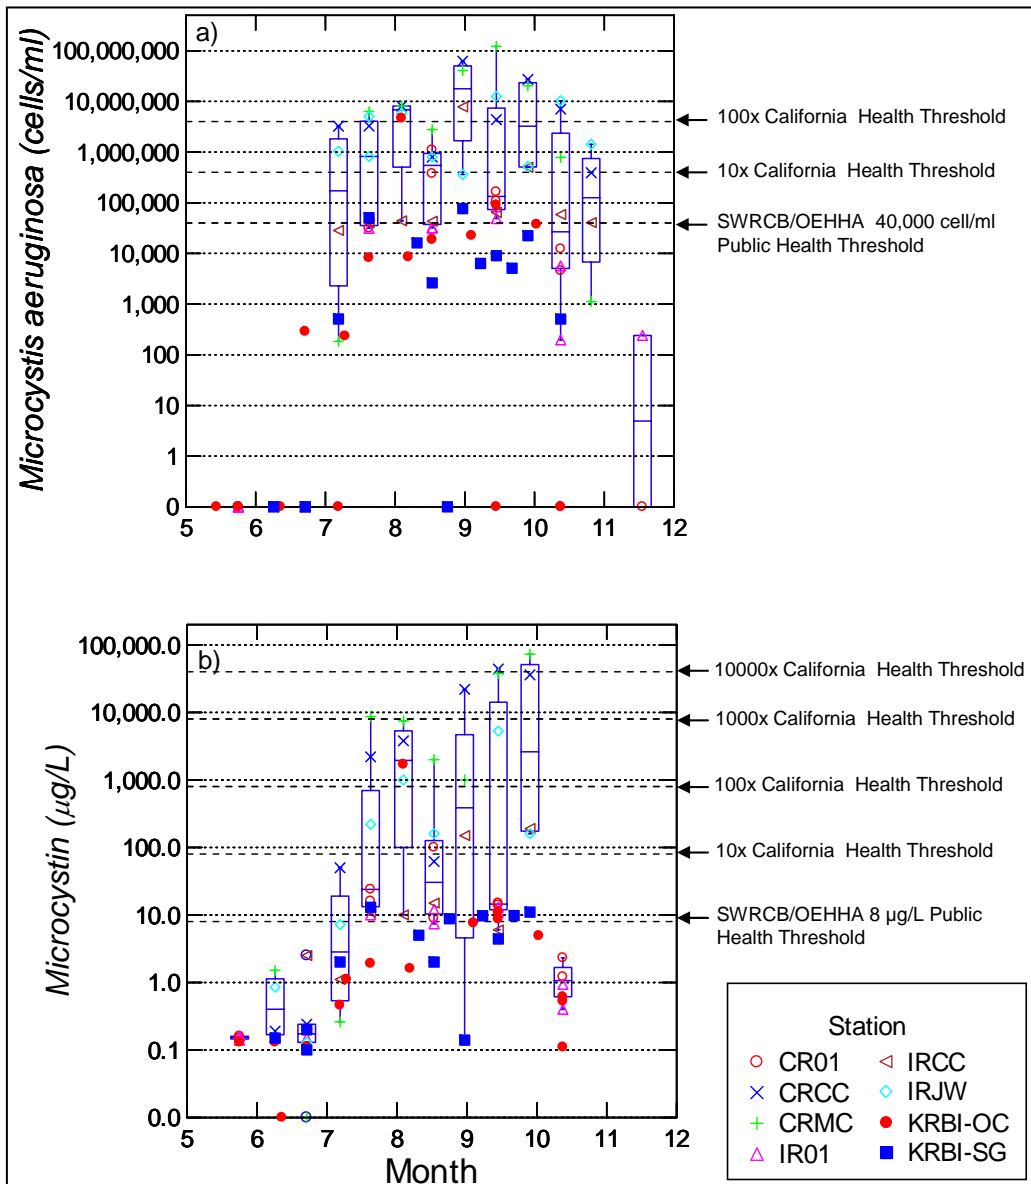 a)
Microcystis aeruginosa (cells/ml)
100,000,000
10,000,000
1,000,000
100,000
10,000
1,000
100
10
1
0
5 6 7 8 9 10 11 12
100x California Health Threshold
10x California Health Threshold
SWRCB/OEHHA 40,000 cell/ml
Public Health Threshold
b)
Microcystin (µg/L)
100,000.0
10,000.0
1,000.0
100.0
10.0
1.0
0.1
0.0
5 6 7 8 9 10 11 12
Month
10000x California Health Threshold
1000x California Health Threshold
100x California Health Threshold
10x California Health Threshold
SWRCB/OEHHA 8 µg/L Public
Health Threshold
Station
CR01
CRCC
CRMC
IR01
IRCC
IRJW
KRBI-OC
KRBI-SG